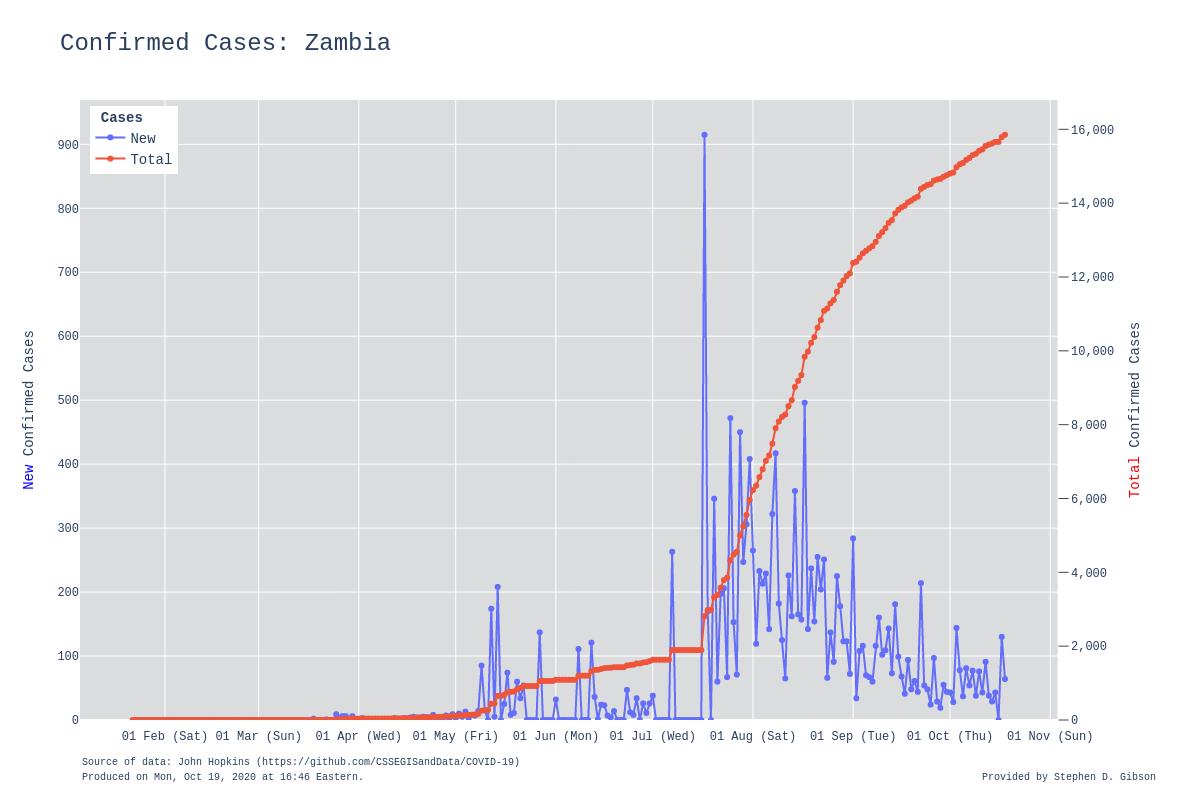 Confirmed Cases: Zambia
Cases
New
Total
900
800
700
600
500
400
300
200
100
0
New Confirmed Cases
16,000
14,000
12,000
10,000
8,000
6,000
4,000
2,000
0
Total Confirmed Cases
01 Feb (Sat) 01 Mar (Sun) 01 Apr (Wed) 01 May (Fri) 01 Jun (Mon) 01 Jul (Wed) 01 Aug (Sat) 01 Sep (Tue) 01 Oct (Thu) 01 Nov (Sun)
Source of data: John Hopkins (https://github.com/CSSEGISandData/COVID-19)
Produced on Mon, Oct 19, 2020 at 16:46 Eastern.
Provided by Stephen D. Gibson